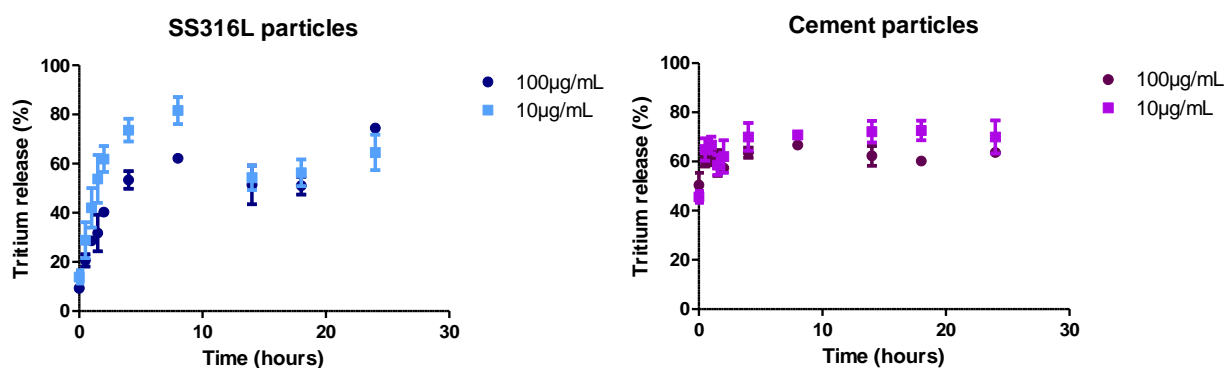 SS316L particles
Tritium release (%)
100
80
60
40
20
0
0
10
20
30
Time (hours)
100µg/mL
10µg/mL
Cement particles
Tritium release (%)
100
80
60
40
20
0
0
10
20
30
Time (hours)
100µg/mL
10µg/mL